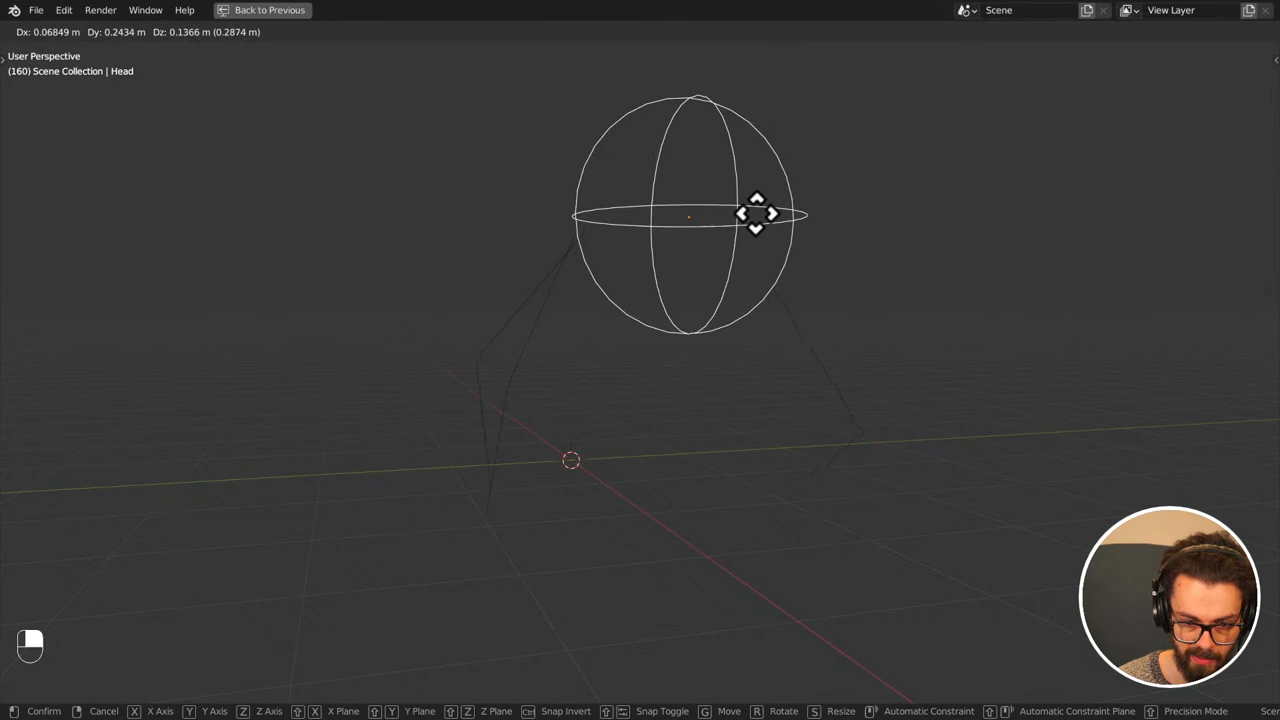 File Edit Render Window Help Back to Previous Scene View Layer
Dx: 0.06849 m Dy: 0.2434 m Dz: 0.1366 m (0.2874 m)
User Perspective
(160) Scene Collection | Head
Confirm Cancel X X Axis Y Y Axis Z Z Axis X X Plane Y Y Plane Z Z Plane Ctrl Snap Invert Snap Toggle G Move R Rotate S Resize Automatic Constraint Automatic Constraint Plane Precision Mode Scen